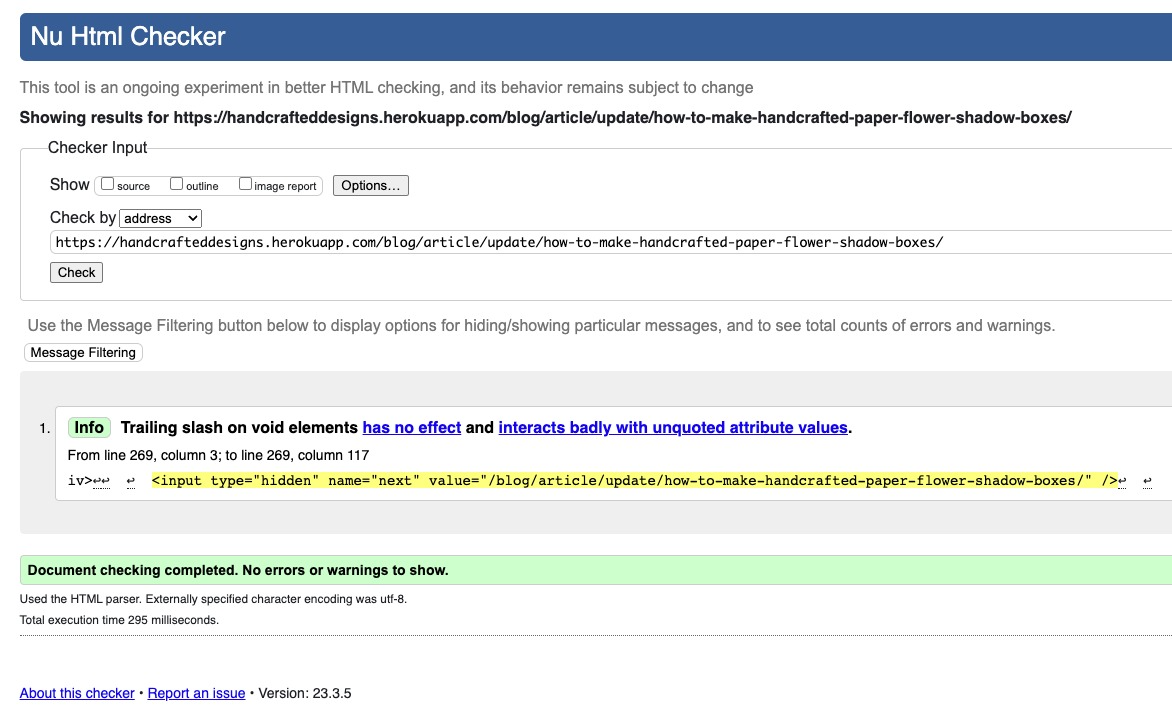 Nu Html Checker
This tool is an ongoing experiment in better HTML checking, and its behavior remains subject to change
Showing results for https://handcrafteddesigns.herokuapp.com/blog/article/update/how-to-make-handcrafted-paper-flower-shadow-boxes/
Checker Input
Show source outline image report Options...
Check by address
https://handcrafteddesigns.herokuapp.com/blog/article/update/how-to-make-handcrafted-paper-flower-shadow-boxes/
Check
Use the Message Filtering button below to display options for hiding/showing particular messages, and to see total counts of errors and warnings.
Message Filtering
1. Info Trailing slash on void elements has no effect and interacts badly with unquoted attribute values.
From line 269, column 3; to line 269, column 117
iv>↩↩ ↩ <input type="hidden" name="next" value="/blog/article/update/how-to-make-handcrafted-paper-flower-shadow-boxes/" />↩ ↩
Document checking completed. No errors or warnings to show.
Used the HTML parser. Externally specified character encoding was utf-8.
Total execution time 295 milliseconds.
About this checker • Report an issue • Version: 23.3.5